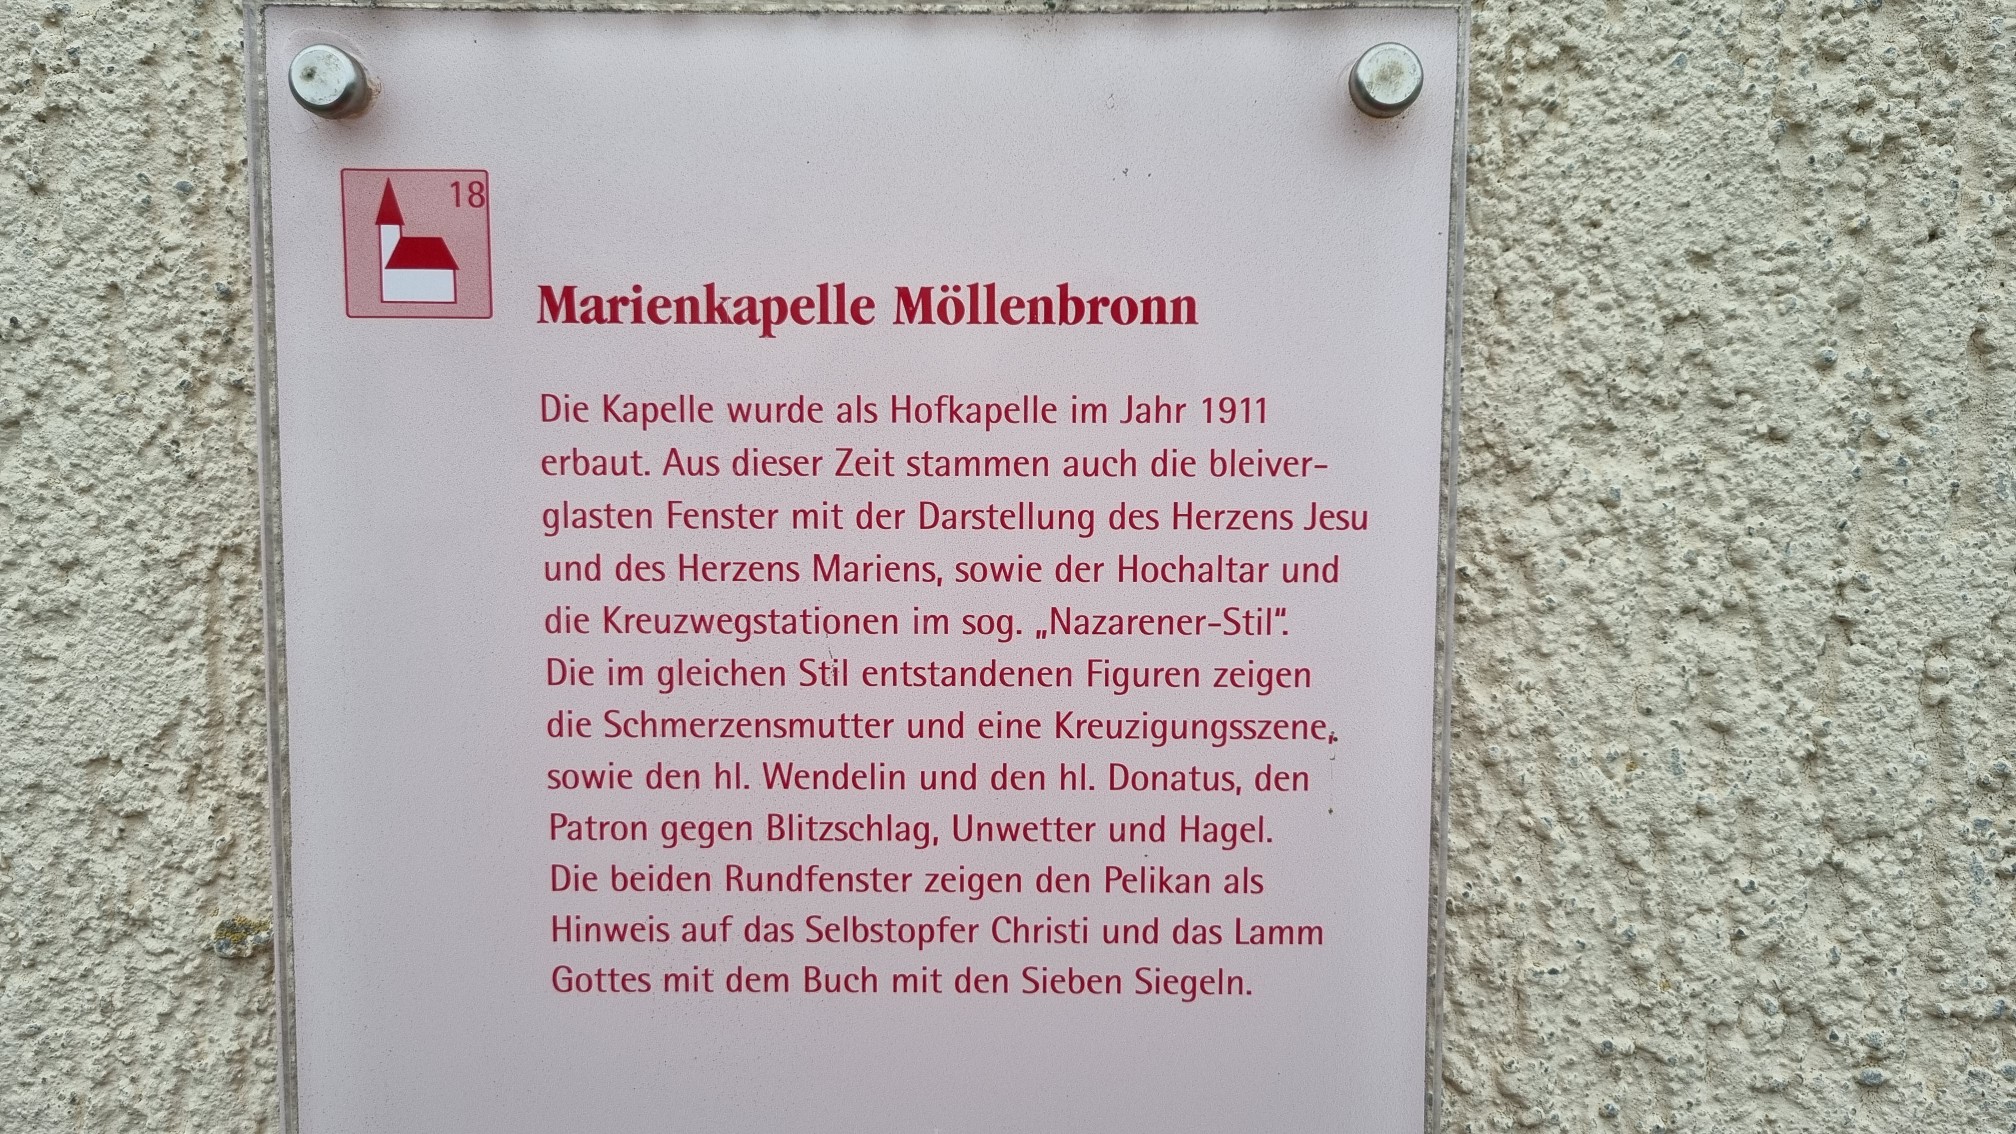 18
Marienkapelle Möllenbronn
Die Kapelle wurde als Hofkapelle im Jahr 1911
erbaut. Aus dieser Zeit stammen auch die bleiver-
glasten Fenster mit der Darstellung des Herzens Jesu
und des Herzens Mariens, sowie der Hochaltar und
die Kreuzwegstationen im sog. „Nazarener-Stil“.
Die im gleichen Stil entstandenen Figuren zeigen
die Schmerzensmutter und eine Kreuzigungsszene,
sowie den hl. Wendelin und den hl. Donatus, den
Patron gegen Blitzschlag, Unwetter und Hagel.
Die beiden Rundfenster zeigen den Pelikan als
Hinweis auf das Selbstopfer Christi und das Lamm
Gottes mit dem Buch mit den Sieben Siegeln.